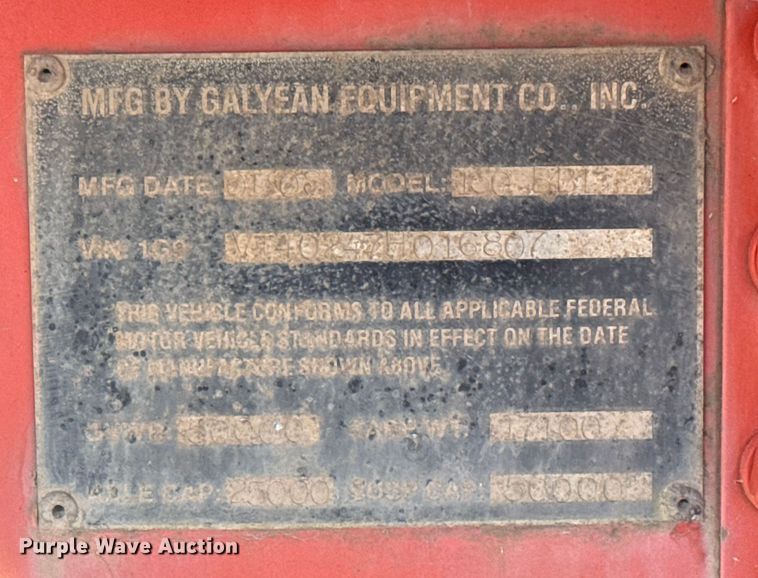 MFG BY GALYEAN EQUIPMENT CO., INC.
MFG DATE MODEL:
VIN: 1G9
THIS VEHICLE CONFORMS TO ALL APPLICABLE FEDERAL
MOTOR VEHICLE STANDARDS IN EFFECT ON THE DATE
OF MANUFACTURE SHOWN ABOVE.
GVWR:
AXLE CAP: 25000 SUSP CAP: 50000
Purple Wave Auction